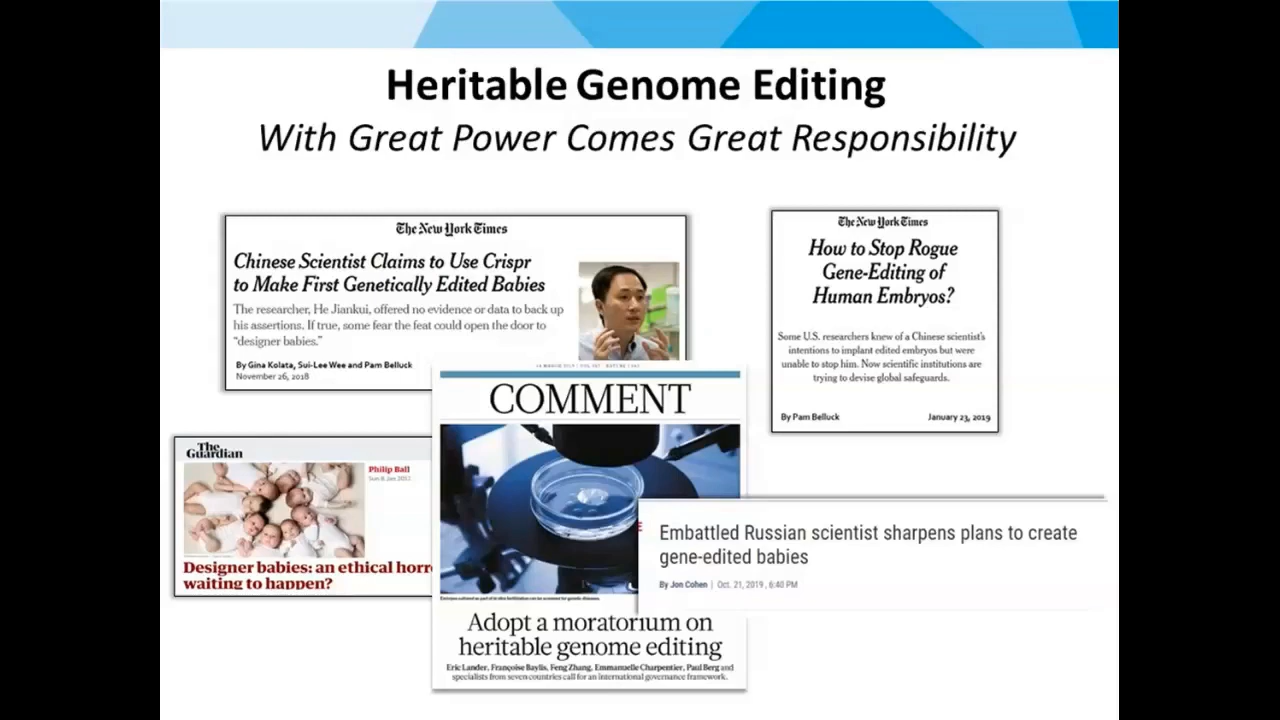 Heritable Genome Editing
With Great Power Comes Great Responsibility
The New York Times
Chinese Scientist Claims to Use Crispr
to Make First Genetically Edited Babies
The researcher, He Jiankui, offered no evidence or data to back up
his assertions. If true, some fear the feat could open the door to
“designer babies.”
By Gina Kolata, Sui-Lee Wee and Pam Belluck
November 26, 2018
The New York Times
How to Stop Rogue
Gene-Editing of
Human Embryos?
Some U.S. researchers knew of a Chinese scientist's
intentions to implant edited embryos but were
unable to stop him. Now scientific institutions are
trying to devise global safeguards.
By Pam Belluck January 23, 2019
The
Guardian
Philip Ball
Designer babies: an ethical horr
waiting to happen?
COMMENT
Adopt a moratorium on
heritable genome editing
Eric Lander, Françoise Baylis, Feng Zhang, Emmanuelle Charpentier, Paul Berg and
specialists from seven countries call for an international governance framework.
Embattled Russian scientist sharpens plans to create
gene-edited babies
By Jon Cohen | Oct. 21, 2019, 6:40 PM